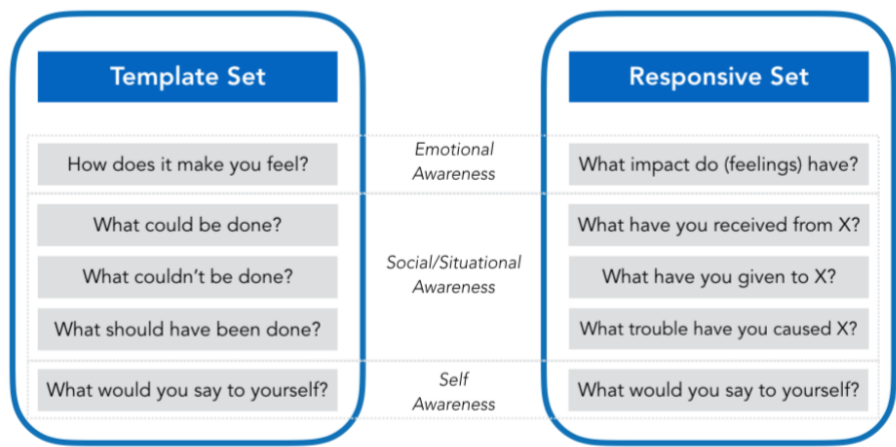 Template Set
Responsive Set
How does it make you feel?
Emotional
Awareness
What impact do (feelings) have?
What could be done?
What couldn't be done?
What should have been done?
Social/Situational
Awareness
What have you received from X?
What have you given to X?
What trouble have you caused X?
What would you say to yourself?
Self
Awareness
What would you say to yourself?